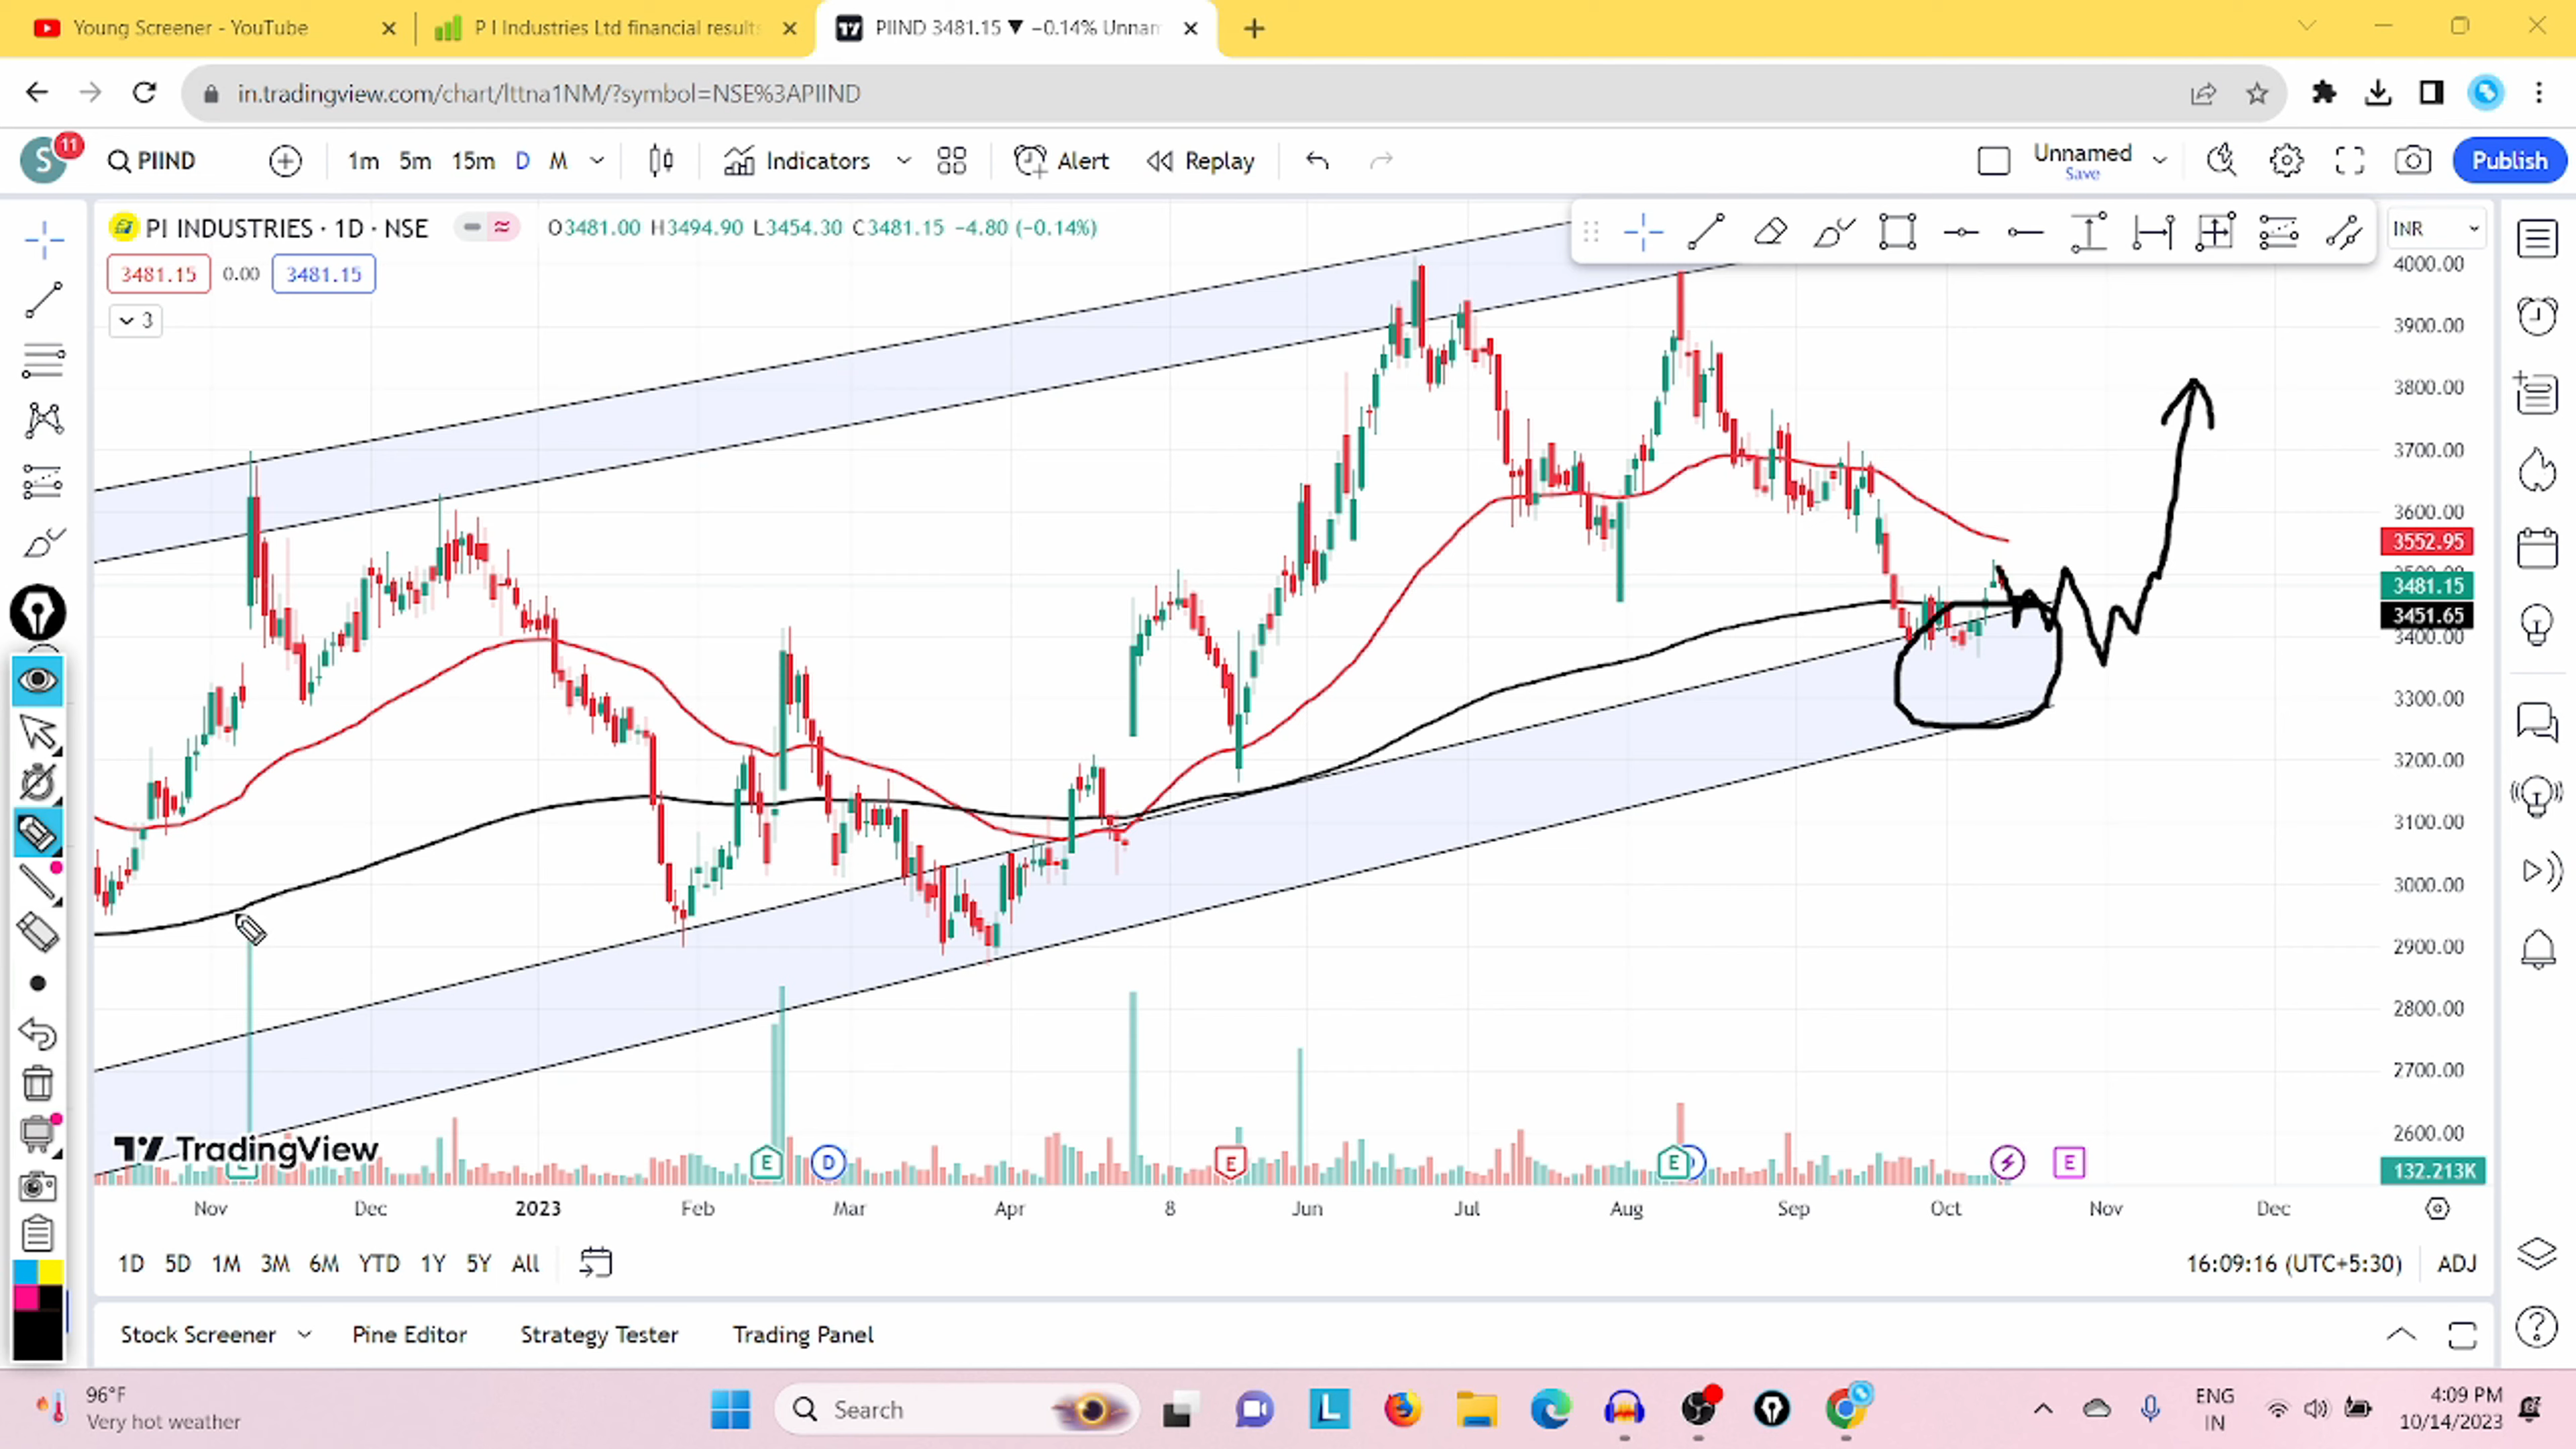 Young Screener - YouTube
P I Industries Ltd financial results
PIIND 3481.15 ▼ −0.14% Unnam
in.tradingview.com/chart/lttna1NM/?symbol=NSE%3APIIND
S 11 PIIND 1m 5m 15m D M Indicators Alert Replay Unnamed Save Publish
PI INDUSTRIES · 1D · NSE O3481.00 H3494.90 L3454.30 C3481.15 −4.80 (−0.14%)
INR
3481.15 0.00 3481.15
3
4000.00
3900.00
3800.00
3700.00
3600.00
3552.95
3481.15
3451.65
3400.00
3300.00
3200.00
3100.00
3000.00
2900.00
2800.00
2700.00
2600.00
132.213K
TradingView
E D E E E
Nov Dec 2023 Feb Mar Apr 8 Jun Jul Aug Sep Oct Nov Dec
1D 5D 1M 3M 6M YTD 1Y 5Y All 16:09:16 (UTC+5:30) ADJ
Stock Screener Pine Editor Strategy Tester Trading Panel
96°F
Very hot weather
Search
L
ENG
IN
4:09 PM
10/14/2023